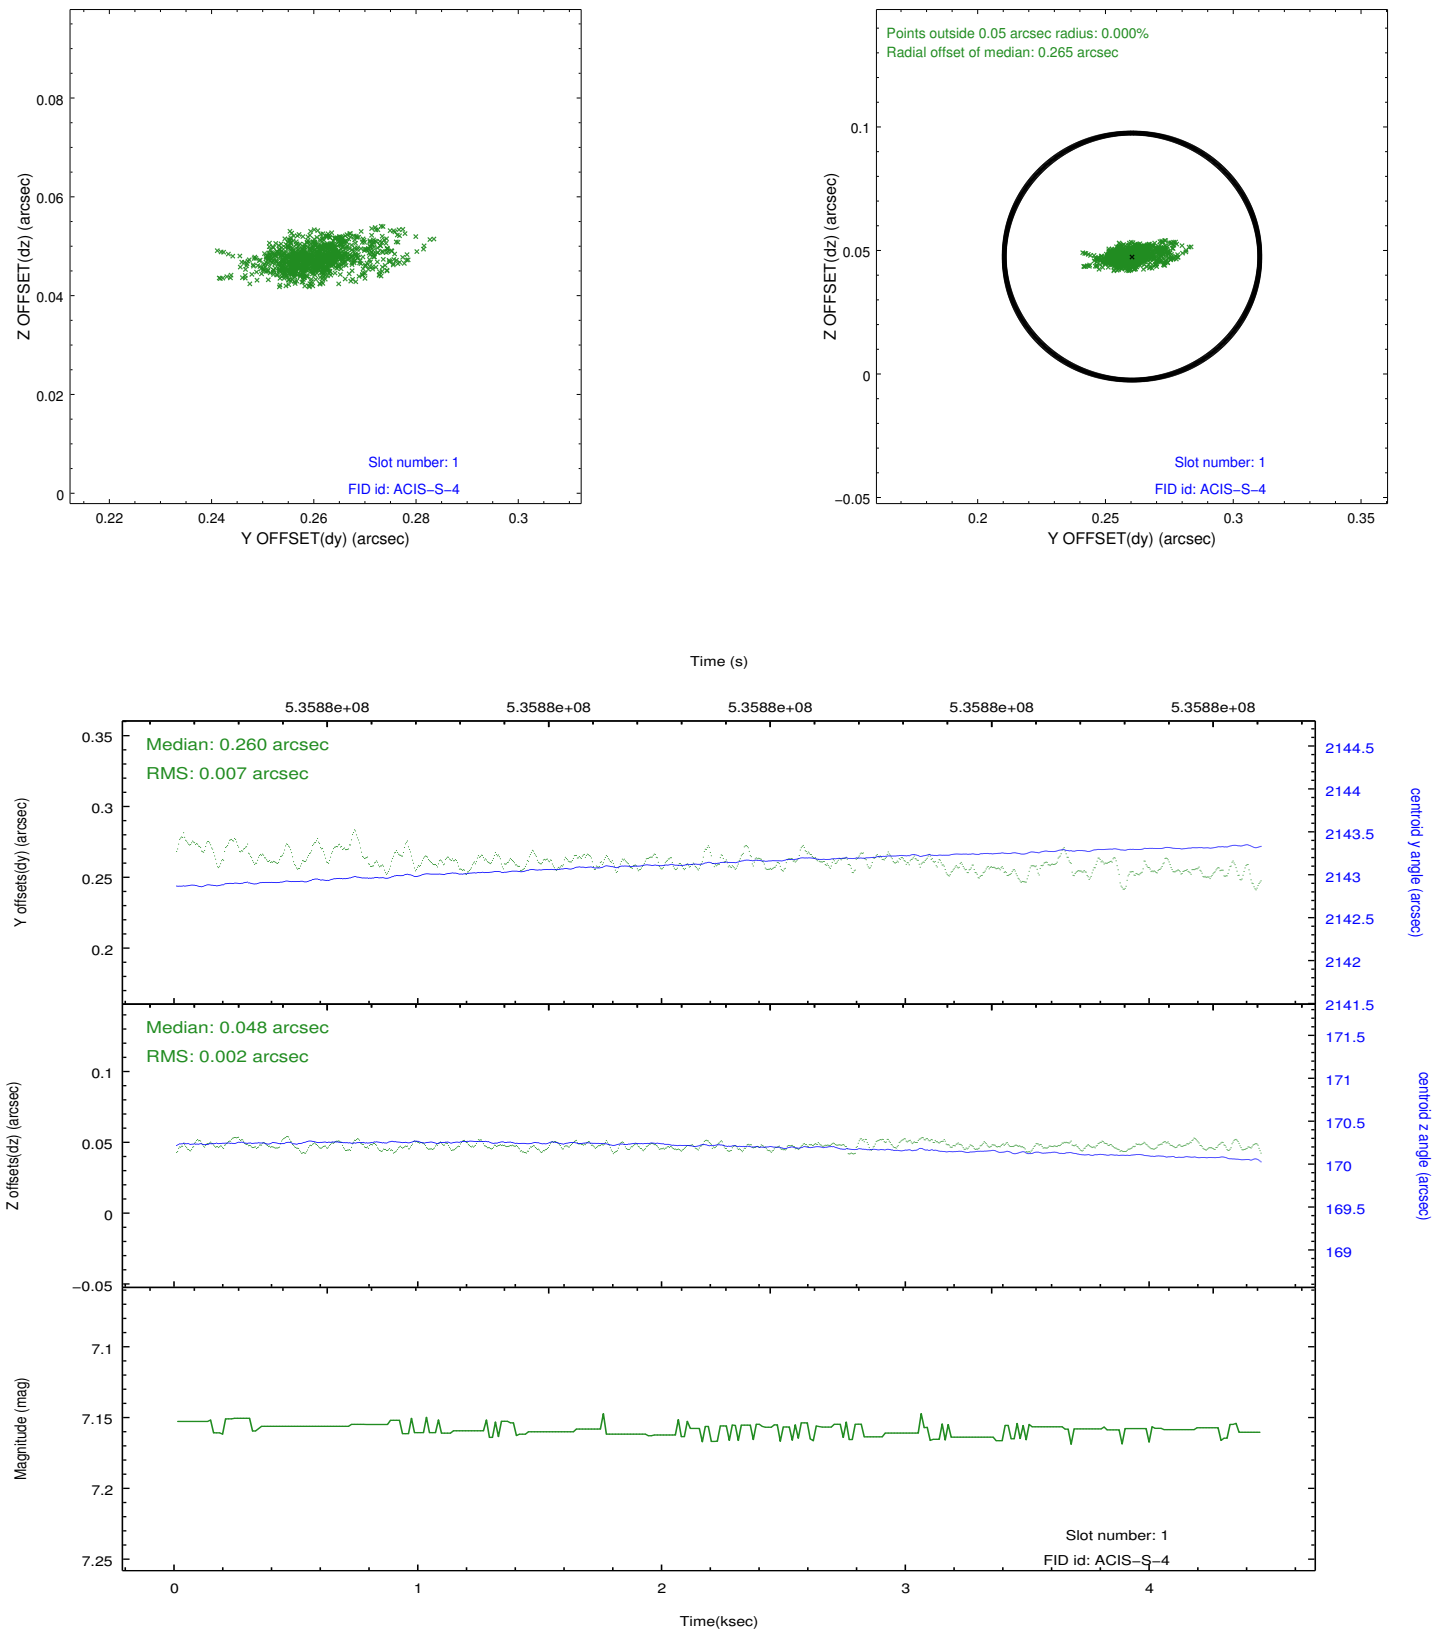 0.08
0.06
0.04
0.02
0
0.22
0.24
0.26
0.28
0.3
Z OFFSET(dz) (arcsec)
Y OFFSET(dy) (arcsec)
Slot number: 1
FID id: ACIS−S−4
Points outside 0.05 arcsec radius: 0.000%
Radial offset of median: 0.265 arcsec
0.1
0.05
0
−0.05
0.2
0.25
0.3
0.35
Z OFFSET(dz) (arcsec)
Y OFFSET(dy) (arcsec)
Slot number: 1
FID id: ACIS−S−4
Time (s)
5.3588e+08
5.3588e+08
5.3588e+08
5.3588e+08
5.3588e+08
Median: 0.260 arcsec
RMS: 0.007 arcsec
0.35
0.3
0.25
0.2
Y offsets(dy) (arcsec)
2144.5
2144
2143.5
2143
2142.5
2142
2141.5
centroid y angle (arcsec)
Median: 0.048 arcsec
RMS: 0.002 arcsec
0.1
0.05
0
−0.05
Z offsets(dz) (arcsec)
171.5
171
170.5
170
169.5
169
centroid z angle (arcsec)
7.1
7.15
7.2
7.25
Magnitude (mag)
Slot number: 1
FID id: ACIS−S−4
0
1
2
3
4
Time(ksec)